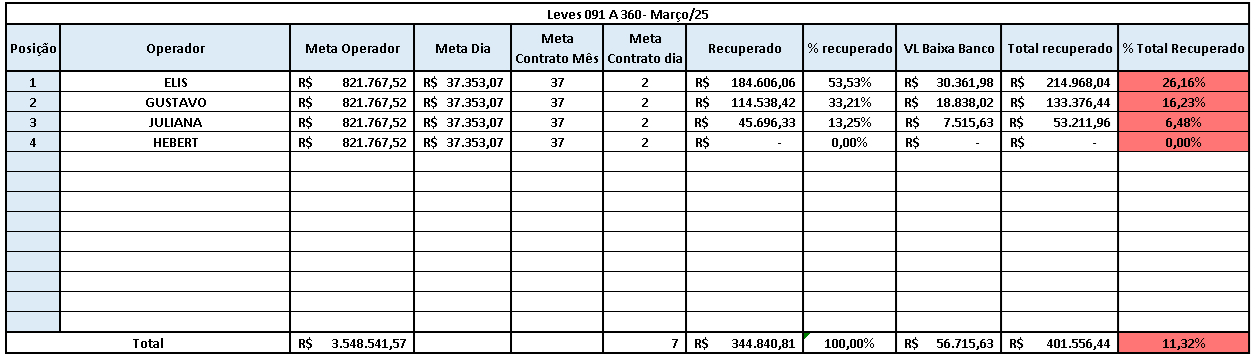 Leves 091 A 360- Março/25
Posição Operador Meta Operador Meta Dia Meta Contrato Mês Meta Contrato dia Recuperado % recuperado VL Baixa Banco Total recuperado % Total Recuperado
1 ELIS R$ 821.767,52 R$ 37.353,07 37 2 R$ 184.606,06 53,53% R$ 30.361,98 R$ 214.968,04 26,16%
2 GUSTAVO R$ 821.767,52 R$ 37.353,07 37 2 R$ 114.538,42 33,21% R$ 18.838,02 R$ 133.376,44 16,23%
3 JULIANA R$ 821.767,52 R$ 37.353,07 37 2 R$ 45.696,33 13,25% R$ 7.515,63 R$ 53.211,96 6,48%
4 HEBERT R$ 821.767,52 R$ 37.353,07 37 2 R$ - 0,00% R$ - R$ - 0,00%
Total R$ 3.548.541,57 7 R$ 344.840,81 100,00% R$ 56.715,63 R$ 401.556,44 11,32%